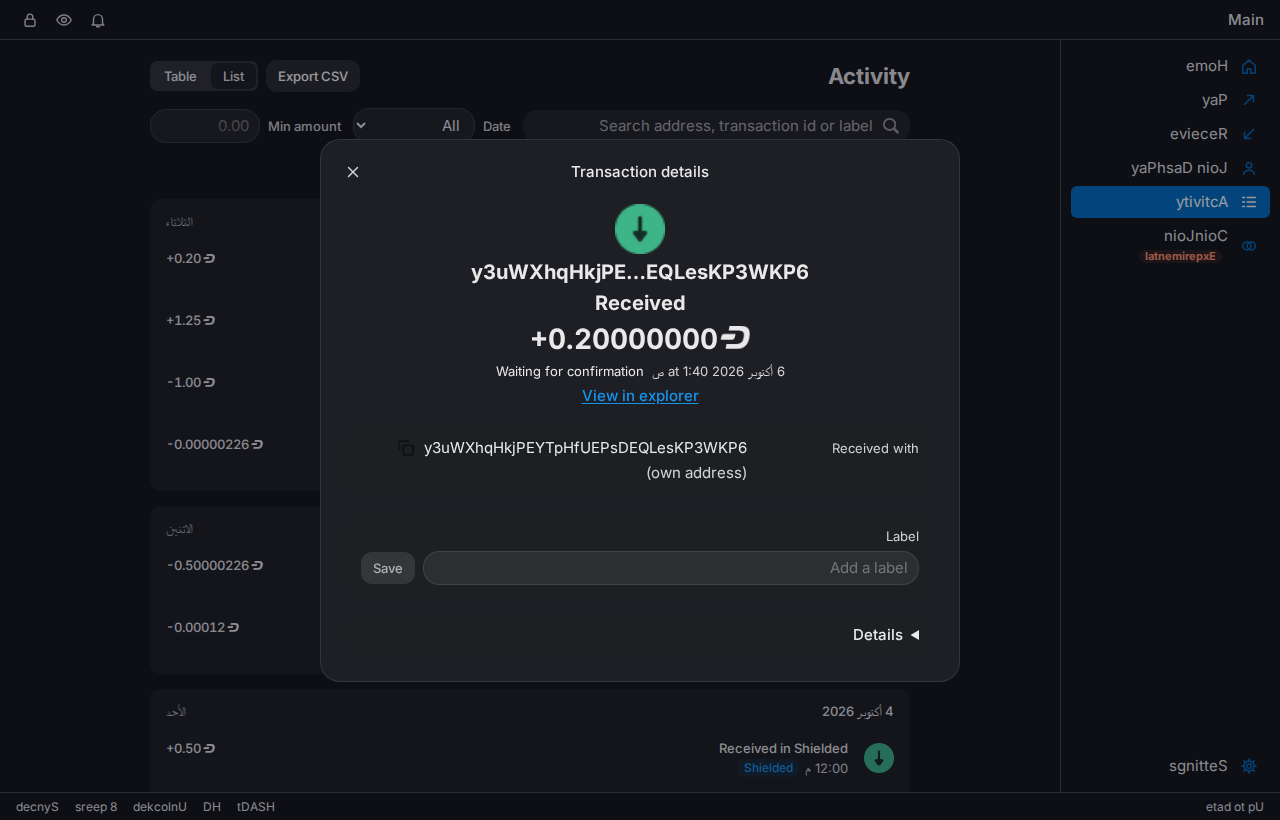 Main
emoH
yaP
evieceR
yaPhsaD nioJ
ytivitcA
nioJnioC
latnemirepxE
sgnitteS
Activity
Export CSV
List
Table
Search address, transaction id or label
Date
All
Min amount
0.00
الثلاثاء
+0.20
+1.25
-1.00
-0.00000226
الاثنين
-0.50000226
-0.00012
4 أكتوبر 2026
الأحد
Received in Shielded
+0.50
12:00 م
Shielded
Transaction details
y3uWXhqHkjPE…EQLesKP3WKP6
Received
+0.20000000
6 أكتوبر 2026 at 1:40 ص
Waiting for confirmation
View in explorer
Received with
y3uWXhqHkjPEYTpHfUEPsDEQLesKP3WKP6
(own address)
Label
Add a label
Save
Details
etad ot pU
tDASH
DH
dekcolnU
sreep 8
decnyS